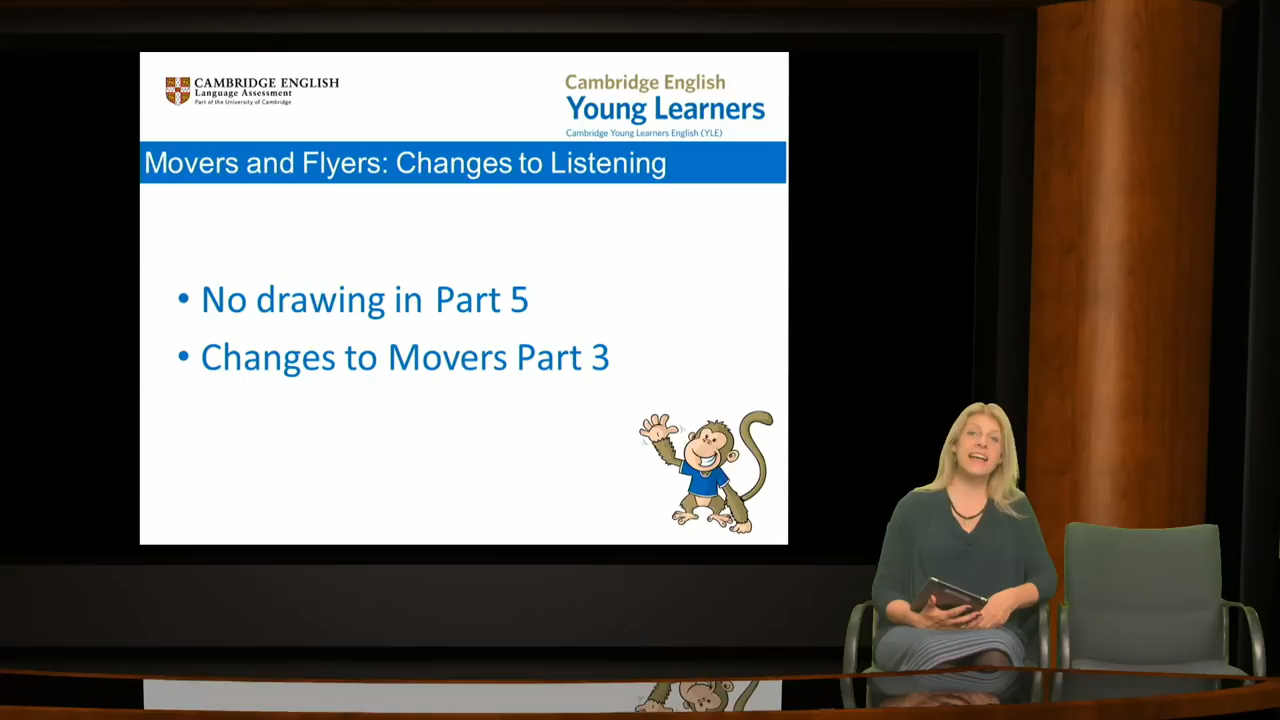 CAMBRIDGE ENGLISH
Language Assessment
Part of the University of Cambridge
Cambridge English
Young Learners
Cambridge Young Learners English (YLE)
Movers and Flyers: Changes to Listening
• No drawing in Part 5
• Changes to Movers Part 3